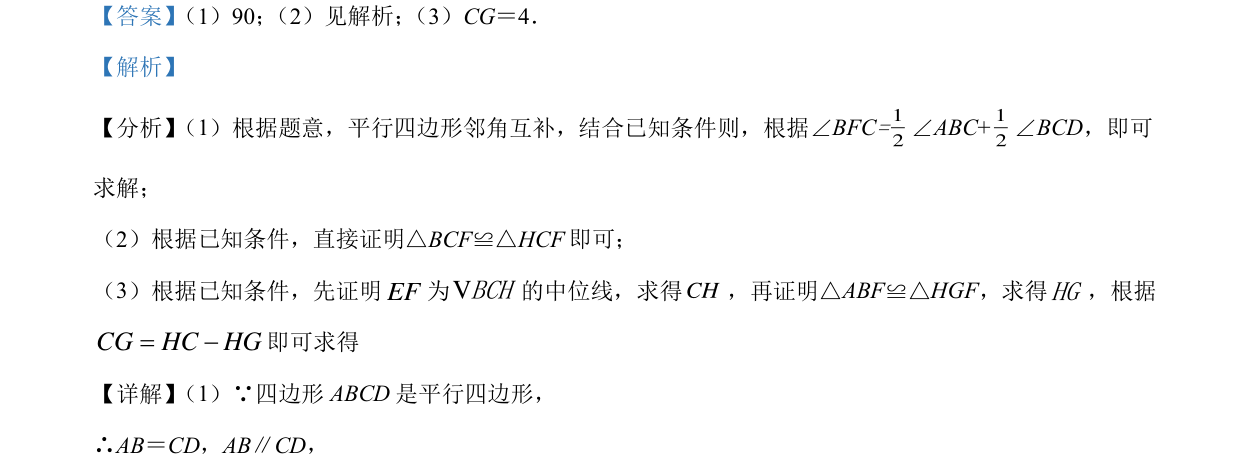 【答案】（1）90；（2）见解析；（3）CG＝4．
【解析】
【分析】（1）根据题意，平行四边形邻角互补，结合已知条件则，根据∠BFC=1/2 ∠ABC+1/2 ∠BCD，即可
求解；
（2）根据已知条件，直接证明△BCF≌△HCF即可；
（3）根据已知条件，先证明EF为VBCH的中位线，求得CH，再证明△ABF≌△HGF，求得HG，根据
CG＝HC－HG即可求得
【详解】（1）∵四边形ABCD是平行四边形，
∴AB＝CD，AB∥CD，